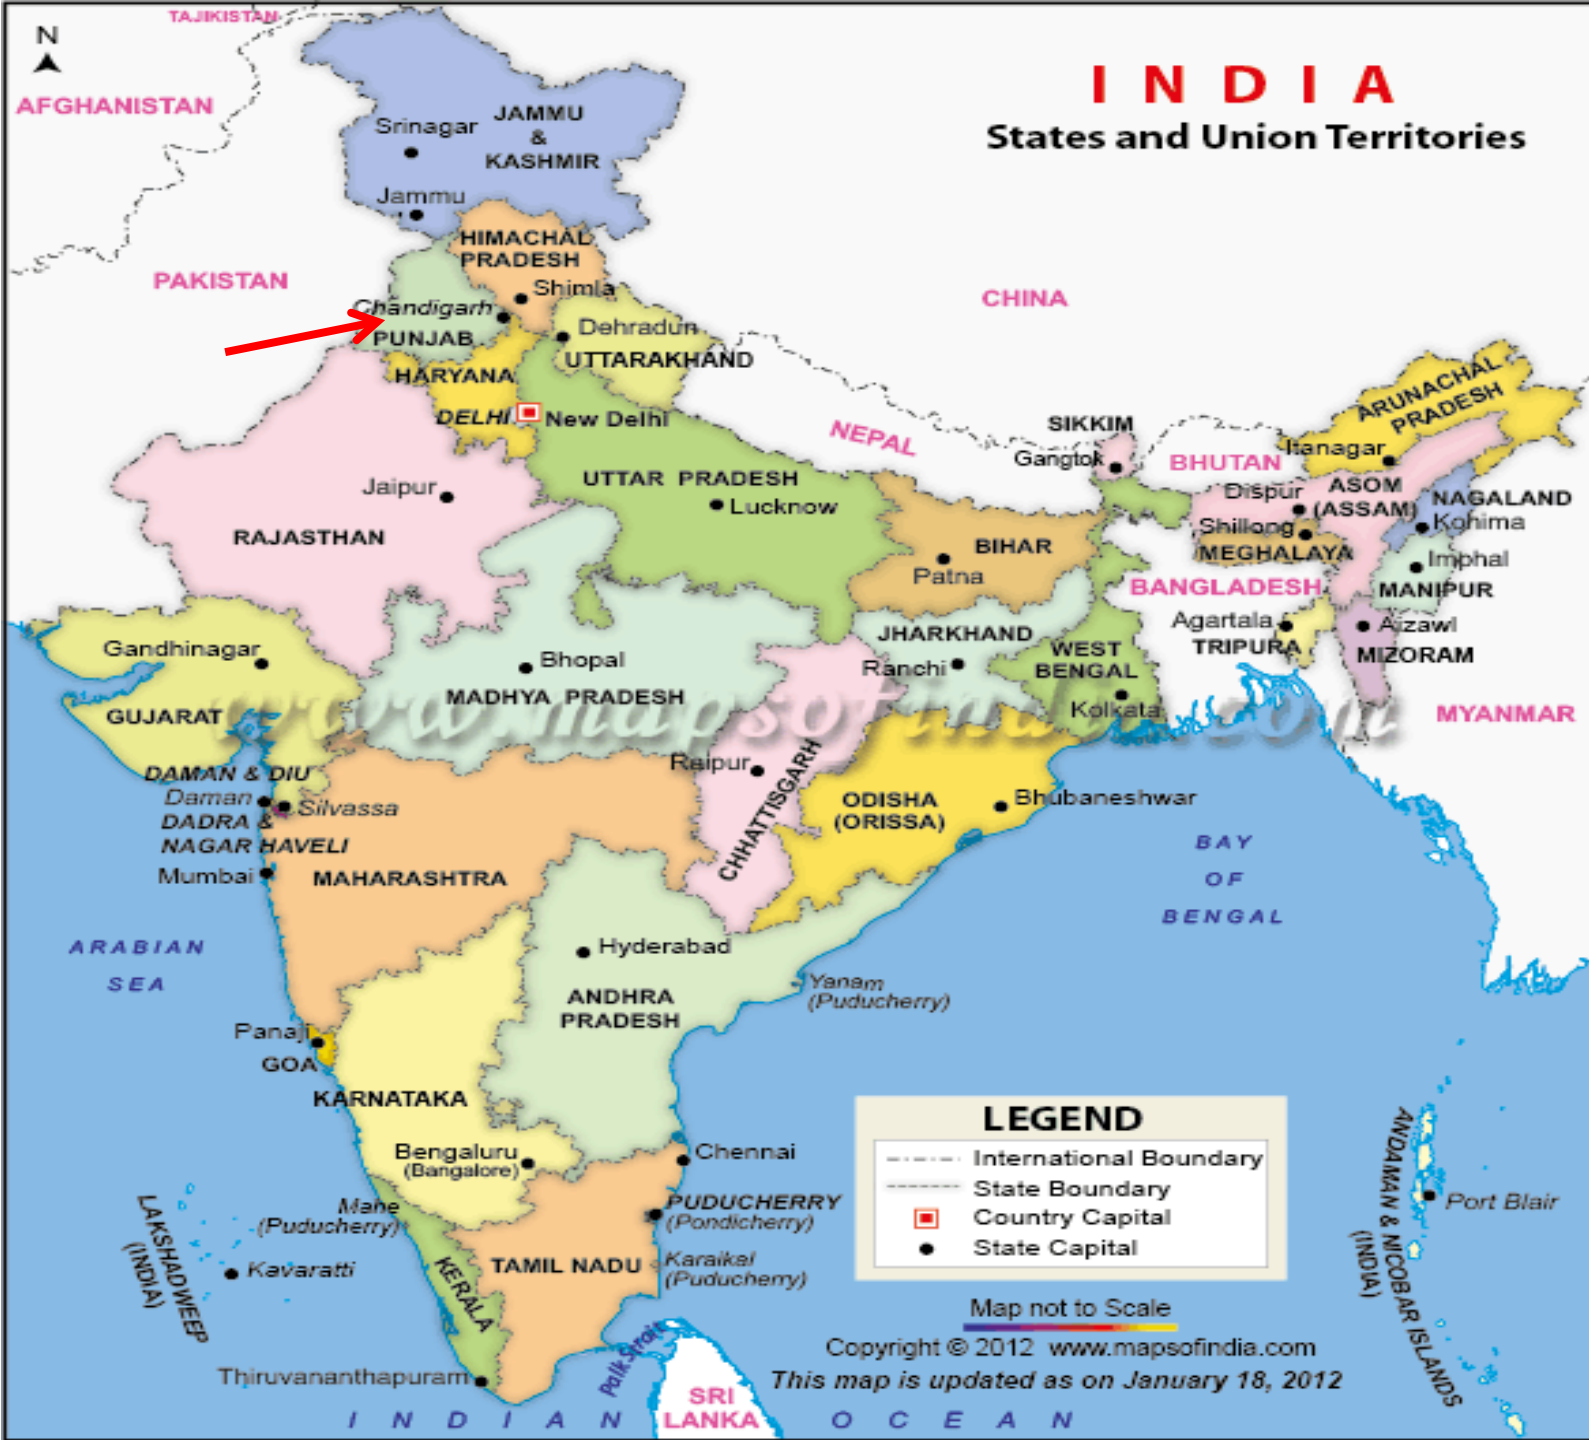 TAJIKISTAN
N
AFGHANISTAN
INDIA
States and Union Territories
JAMMU
&
KASHMIR
Srinagar
Jammu
HIMACHAL
PRADESH
PAKISTAN
Shimla
CHINA
Chandigarh
PUNJAB
Dehradun
UTTARAKHAND
HARYANA
DELHI
New Delhi
NEPAL
SIKKIM
Gangtok
BHUTAN
ARUNACHAL
PRADESH
Itanagar
Dispur
ASOM
(ASSAM)
NAGALAND
Kohima
Shillong
MEGHALAYA
Imphal
MANIPUR
BANGLADESH
Agartala
TRIPURA
Aizawl
MIZORAM
MYANMAR
Jaipur
RAJASTHAN
UTTAR PRADESH
Lucknow
BIHAR
Patna
JHARKHAND
Ranchi
WEST
BENGAL
Kolkata
Gandhinagar
GUJARAT
Bhopal
MADHYA PRADESH
www.mapsofindia.com
Raipur
CHHATTISGARH
ODISHA
(ORISSA)
Bhubaneshwar
DAMAN & DIU
Daman
Silvassa
DADRA &
NAGAR HAVELI
Mumbai
MAHARASHTRA
BAY
OF
BENGAL
ARABIAN
SEA
Hyderabad
ANDHRA
PRADESH
Yanam
(Puducherry)
Panaji
GOA
KARNATAKA
Bengaluru
(Bangalore)
Chennai
Mahe
(Puducherry)
PUDUCHERRY
(Pondicherry)
LAKSHADWEEP
(INDIA)
Kavaratti
KERALA
TAMIL NADU
Karaikal
(Puducherry)
Thiruvananthapuram
Palk Strait
SRI
LANKA
INDIAN OCEAN
LEGEND
International Boundary
State Boundary
Country Capital
State Capital
ANDAMAN & NICOBAR ISLANDS
(INDIA)
Port Blair
Map not to Scale
Copyright © 2012 www.mapsofindia.com
This map is updated as on January 18, 2012